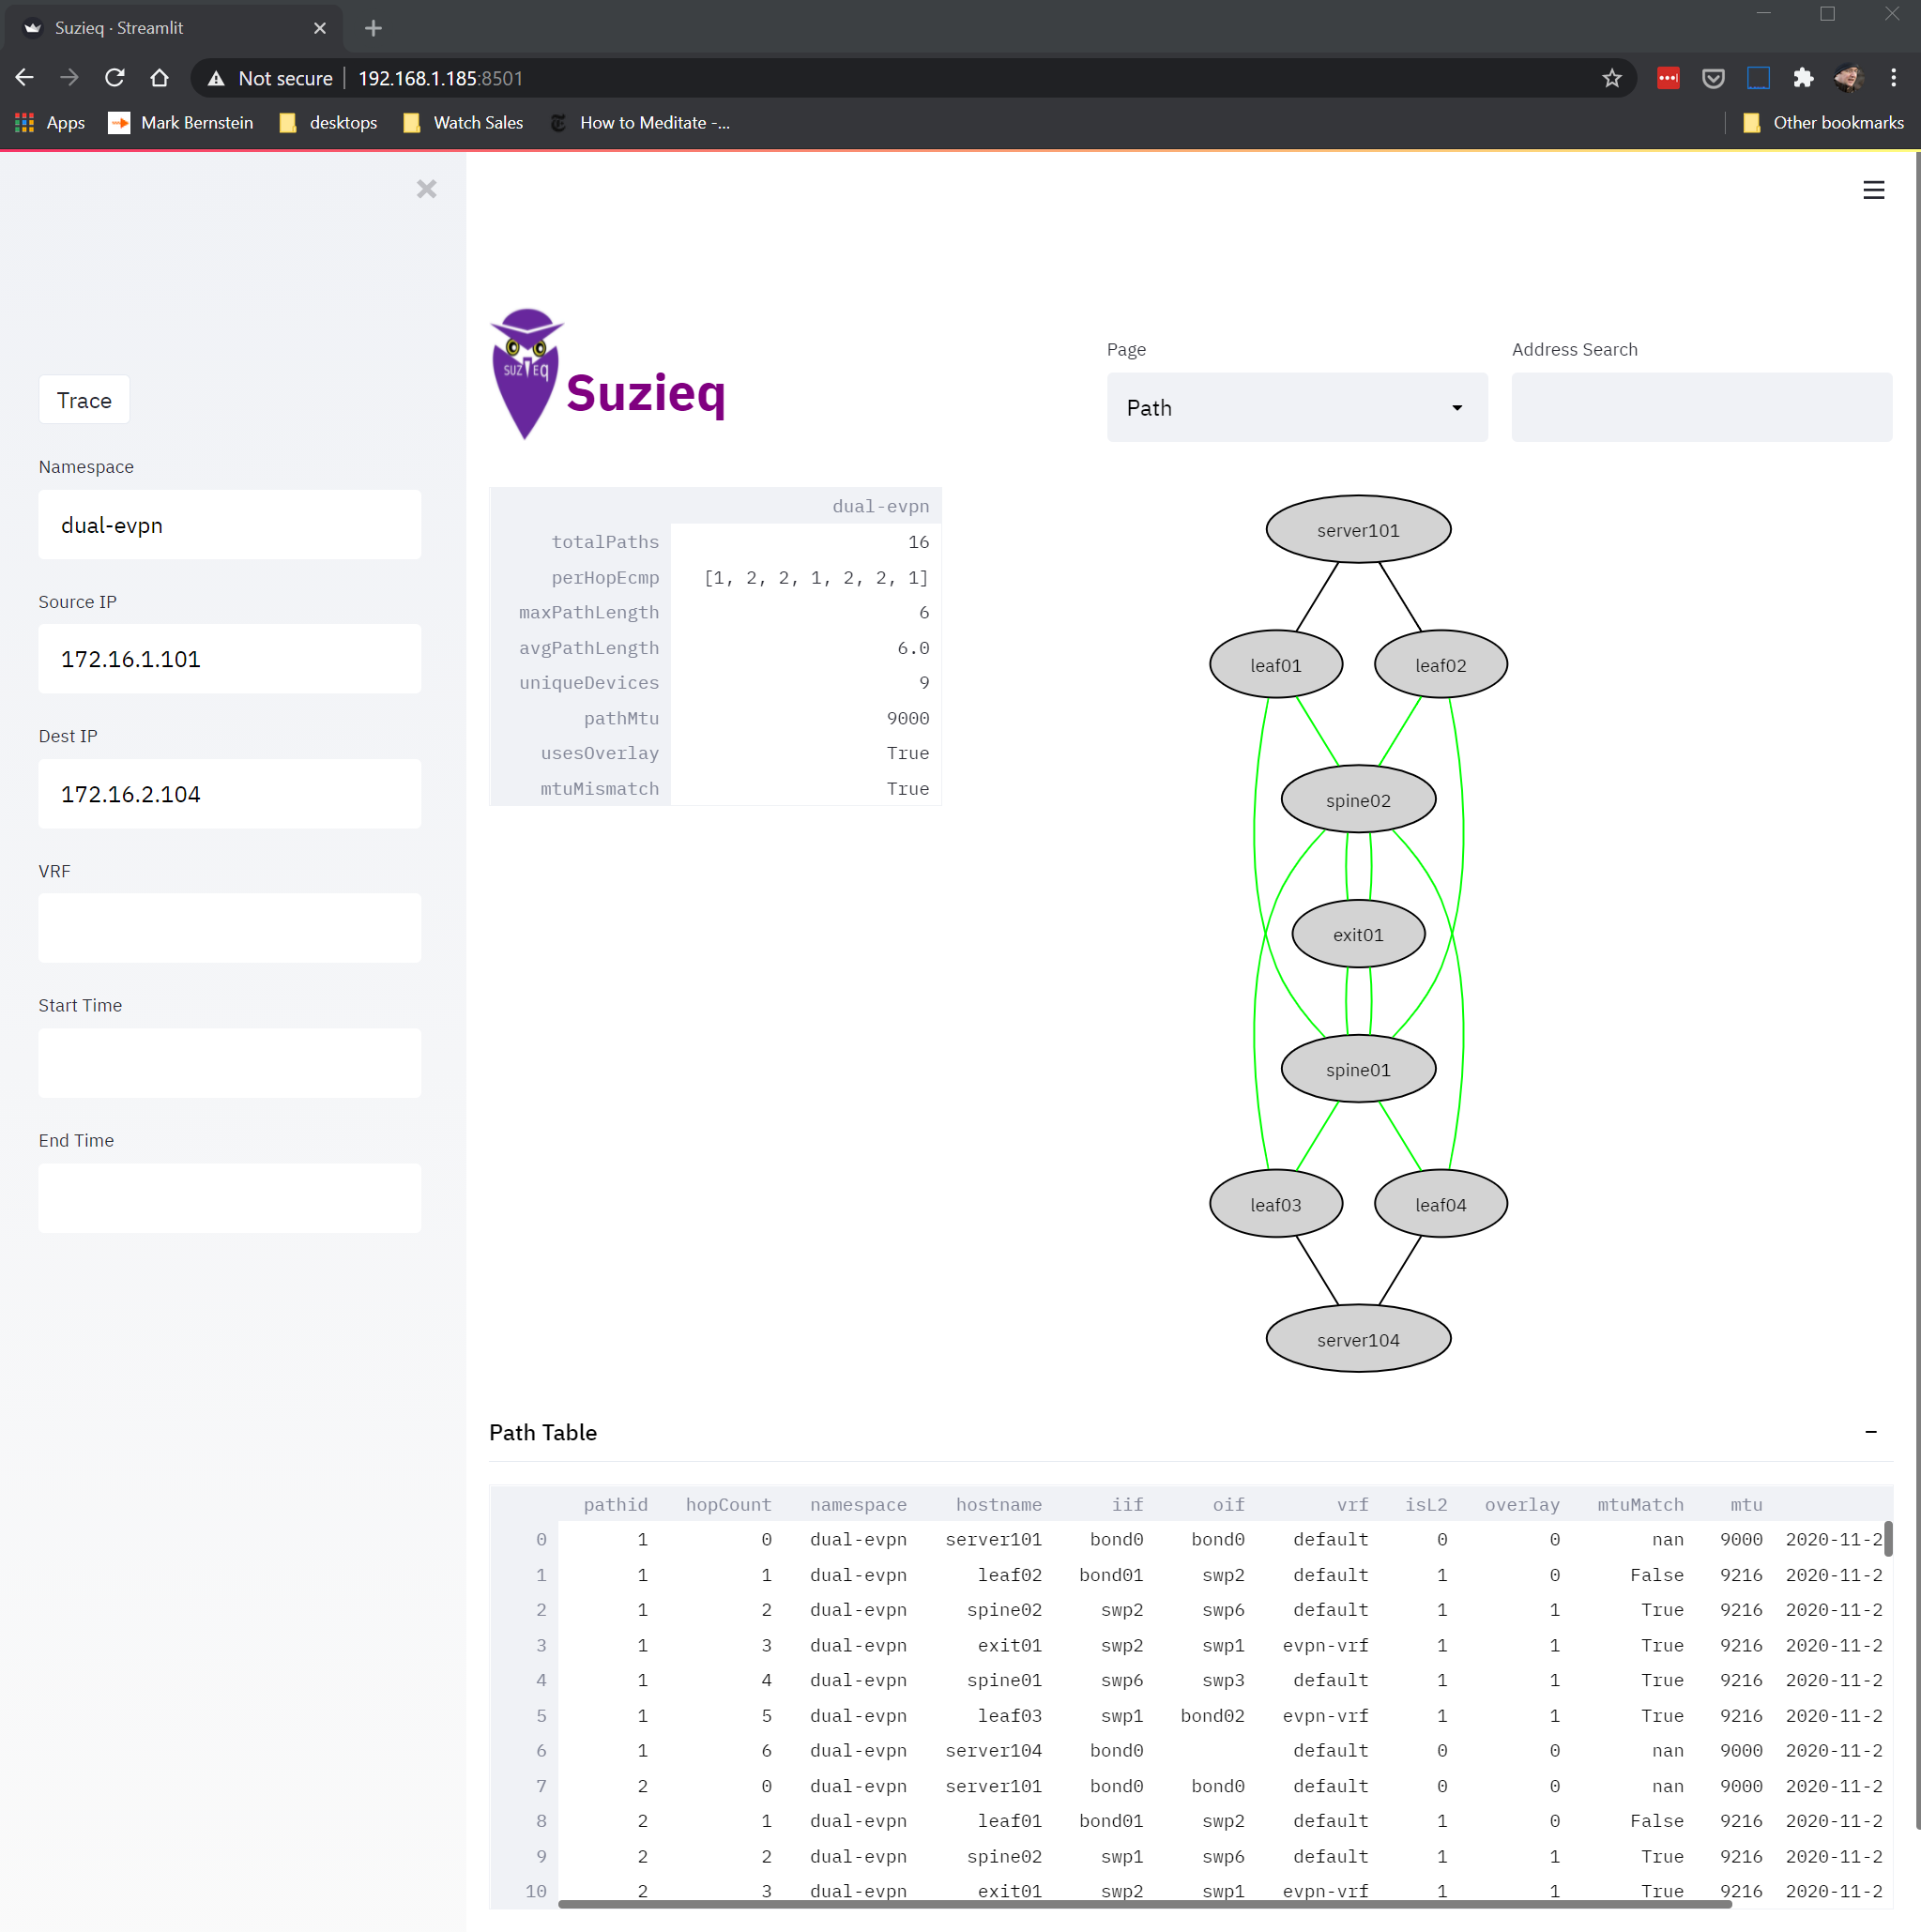 Suzieq · Streamlit
Not secure 192.168.1.185:8501
Apps Mark Bernstein desktops Watch Sales How to Meditate -... Other bookmarks
Trace
Namespace
dual-evpn
Source IP
172.16.1.101
Dest IP
172.16.2.104
VRF
Start Time
End Time
SUZIEQ
Suzieq
Page
Path
Address Search
dual-evpn
totalPaths 16
perHopEcmp [1, 2, 2, 1, 2, 2, 1]
maxPathLength 6
avgPathLength 6.0
uniqueDevices 9
pathMtu 9000
usesOverlay True
mtuMismatch True
server101
leaf01 leaf02
spine02
exit01
spine01
leaf03 leaf04
server104
Path Table
pathid hopCount namespace hostname iif oif vrf isL2 overlay mtuMatch mtu
0 1 0 dual-evpn server101 bond0 bond0 default 0 0 nan 9000 2020-11-2
1 1 1 dual-evpn leaf02 bond01 swp2 default 1 0 False 9216 2020-11-2
2 1 2 dual-evpn spine02 swp2 swp6 default 1 1 True 9216 2020-11-2
3 1 3 dual-evpn exit01 swp2 swp1 evpn-vrf 1 1 True 9216 2020-11-2
4 1 4 dual-evpn spine01 swp6 swp3 default 1 1 True 9216 2020-11-2
5 1 5 dual-evpn leaf03 swp1 bond02 evpn-vrf 1 1 True 9216 2020-11-2
6 1 6 dual-evpn server104 bond0 default 0 0 nan 9000 2020-11-2
7 2 0 dual-evpn server101 bond0 bond0 default 0 0 nan 9000 2020-11-2
8 2 1 dual-evpn leaf01 bond01 swp2 default 1 0 False 9216 2020-11-2
9 2 2 dual-evpn spine02 swp1 swp6 default 1 1 True 9216 2020-11-2
10 2 3 dual-evpn exit01 swp2 swp1 evpn-vrf 1 1 True 9216 2020-11-2